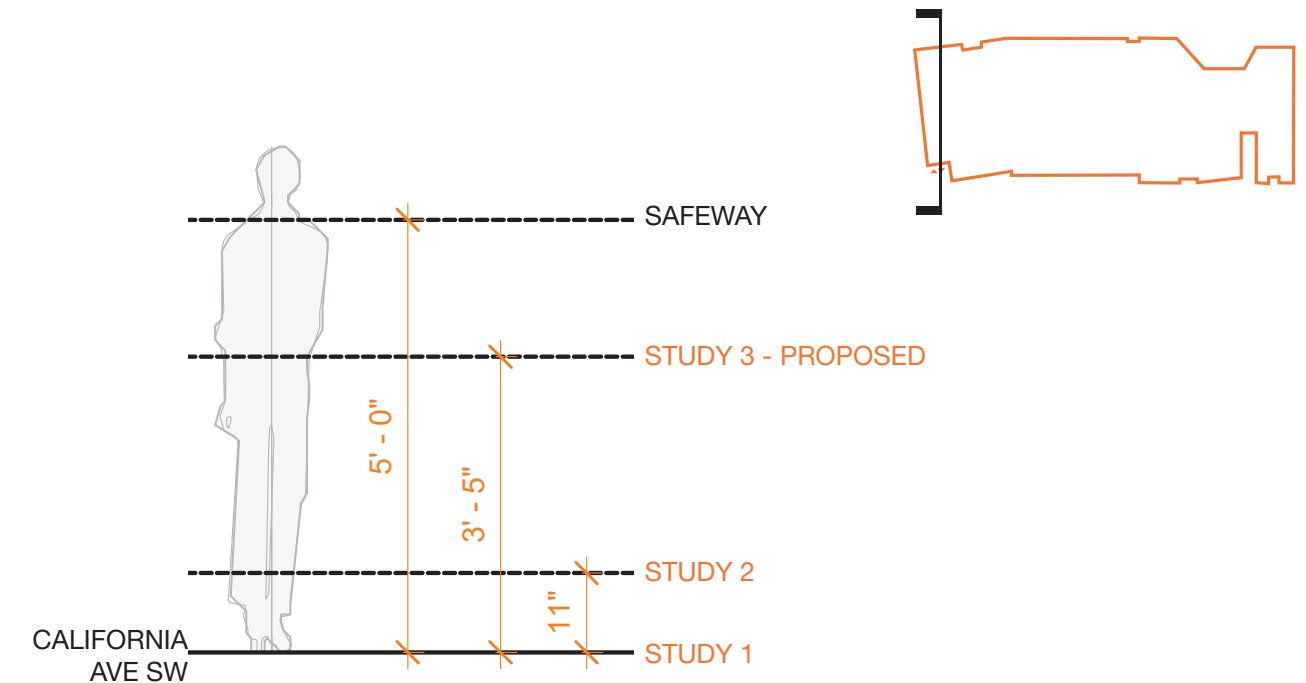 SAFEWAY
STUDY 3 - PROPOSED
5' - 0"
3' - 5"
STUDY 2
11"
CALIFORNIA
AVE SW
STUDY 1